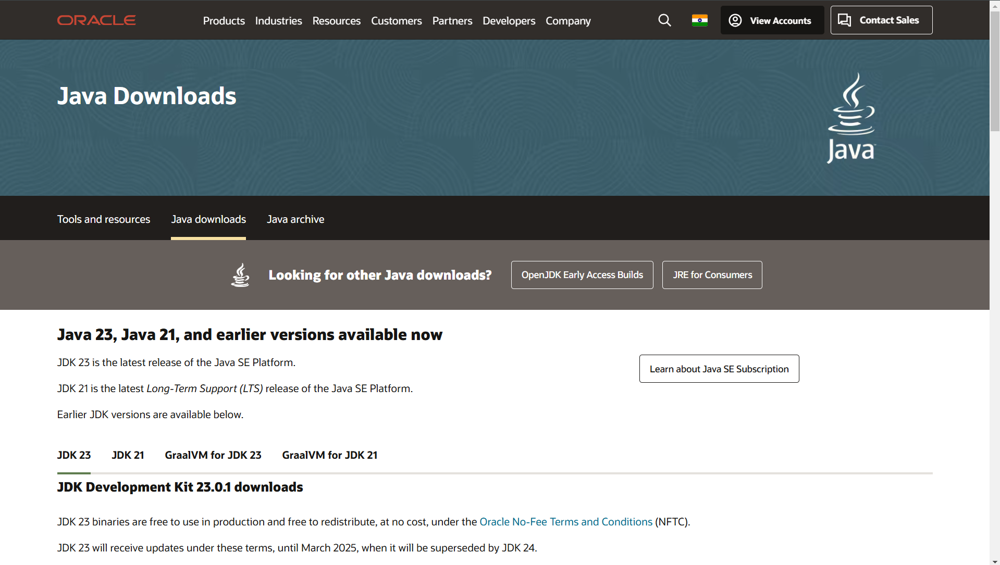 ORACLE
Products Industries Resources Customers Partners Developers Company
View Accounts
Contact Sales
Java Downloads
Java
Tools and resources Java downloads Java archive
Looking for other Java downloads? OpenJDK Early Access Builds JRE for Consumers
Java 23, Java 21, and earlier versions available now
JDK 23 is the latest release of the Java SE Platform.
Learn about Java SE Subscription
JDK 21 is the latest Long-Term Support (LTS) release of the Java SE Platform.
Earlier JDK versions are available below.
JDK 23 JDK 21 GraalVM for JDK 23 GraalVM for JDK 21
JDK Development Kit 23.0.1 downloads
JDK 23 binaries are free to use in production and free to redistribute, at no cost, under the Oracle No-Fee Terms and Conditions (NFTC).
JDK 23 will receive updates under these terms, until March 2025, when it will be superseded by JDK 24.